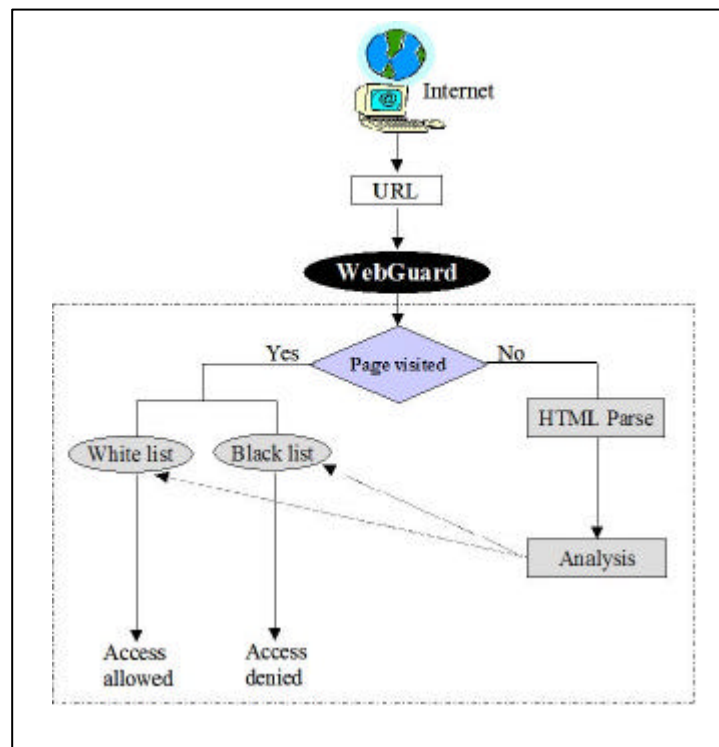 @
Internet
URL
WebGuard
Yes
Page visited
No
HTML Parse
White list
Black list
Analysis
Access
allowed
Access
denied